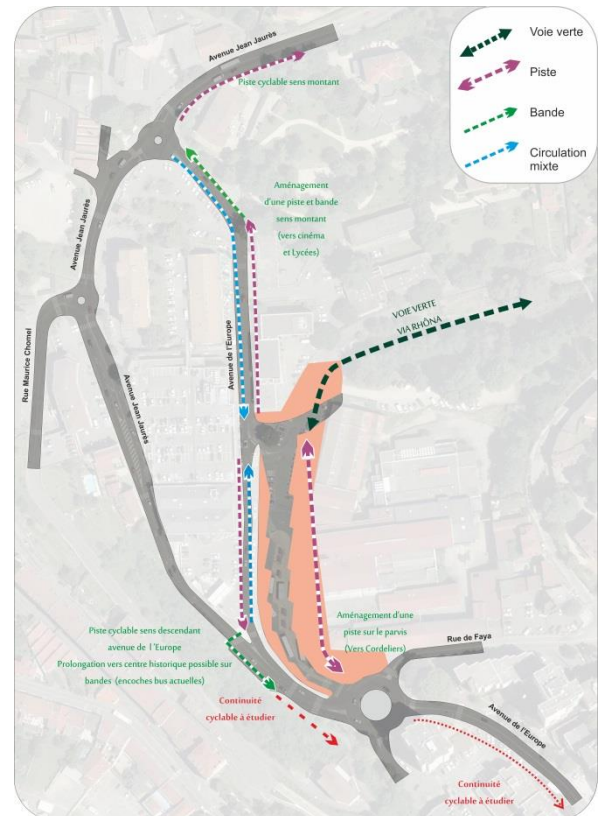 Avenue Jean Jaurès
Piste cyclable sens montant
Voie verte
Piste
Bande
Circulation
mixte
Aménagement
d'une piste et bande
sens montant
(vers cinéma
et Lycées)
Avenue Jean Jaurès
VOIE VERTE
VIA RHÔNA
Rue Maurice Chomel
Avenue Jean Jaurès
Avenue de l'Europe
Piste cyclable sens descendant
avenue de l 'Europe
Prolongation vers centre historique possible sur
bandes (encoches bus actuelles)
Aménagement d'une
piste sur le parvis
(Vers Cordeliers)
Rue de Faya
Continuité
cyclable à étudier
Avenue de l'Europe
Continuité
cyclable à étudier